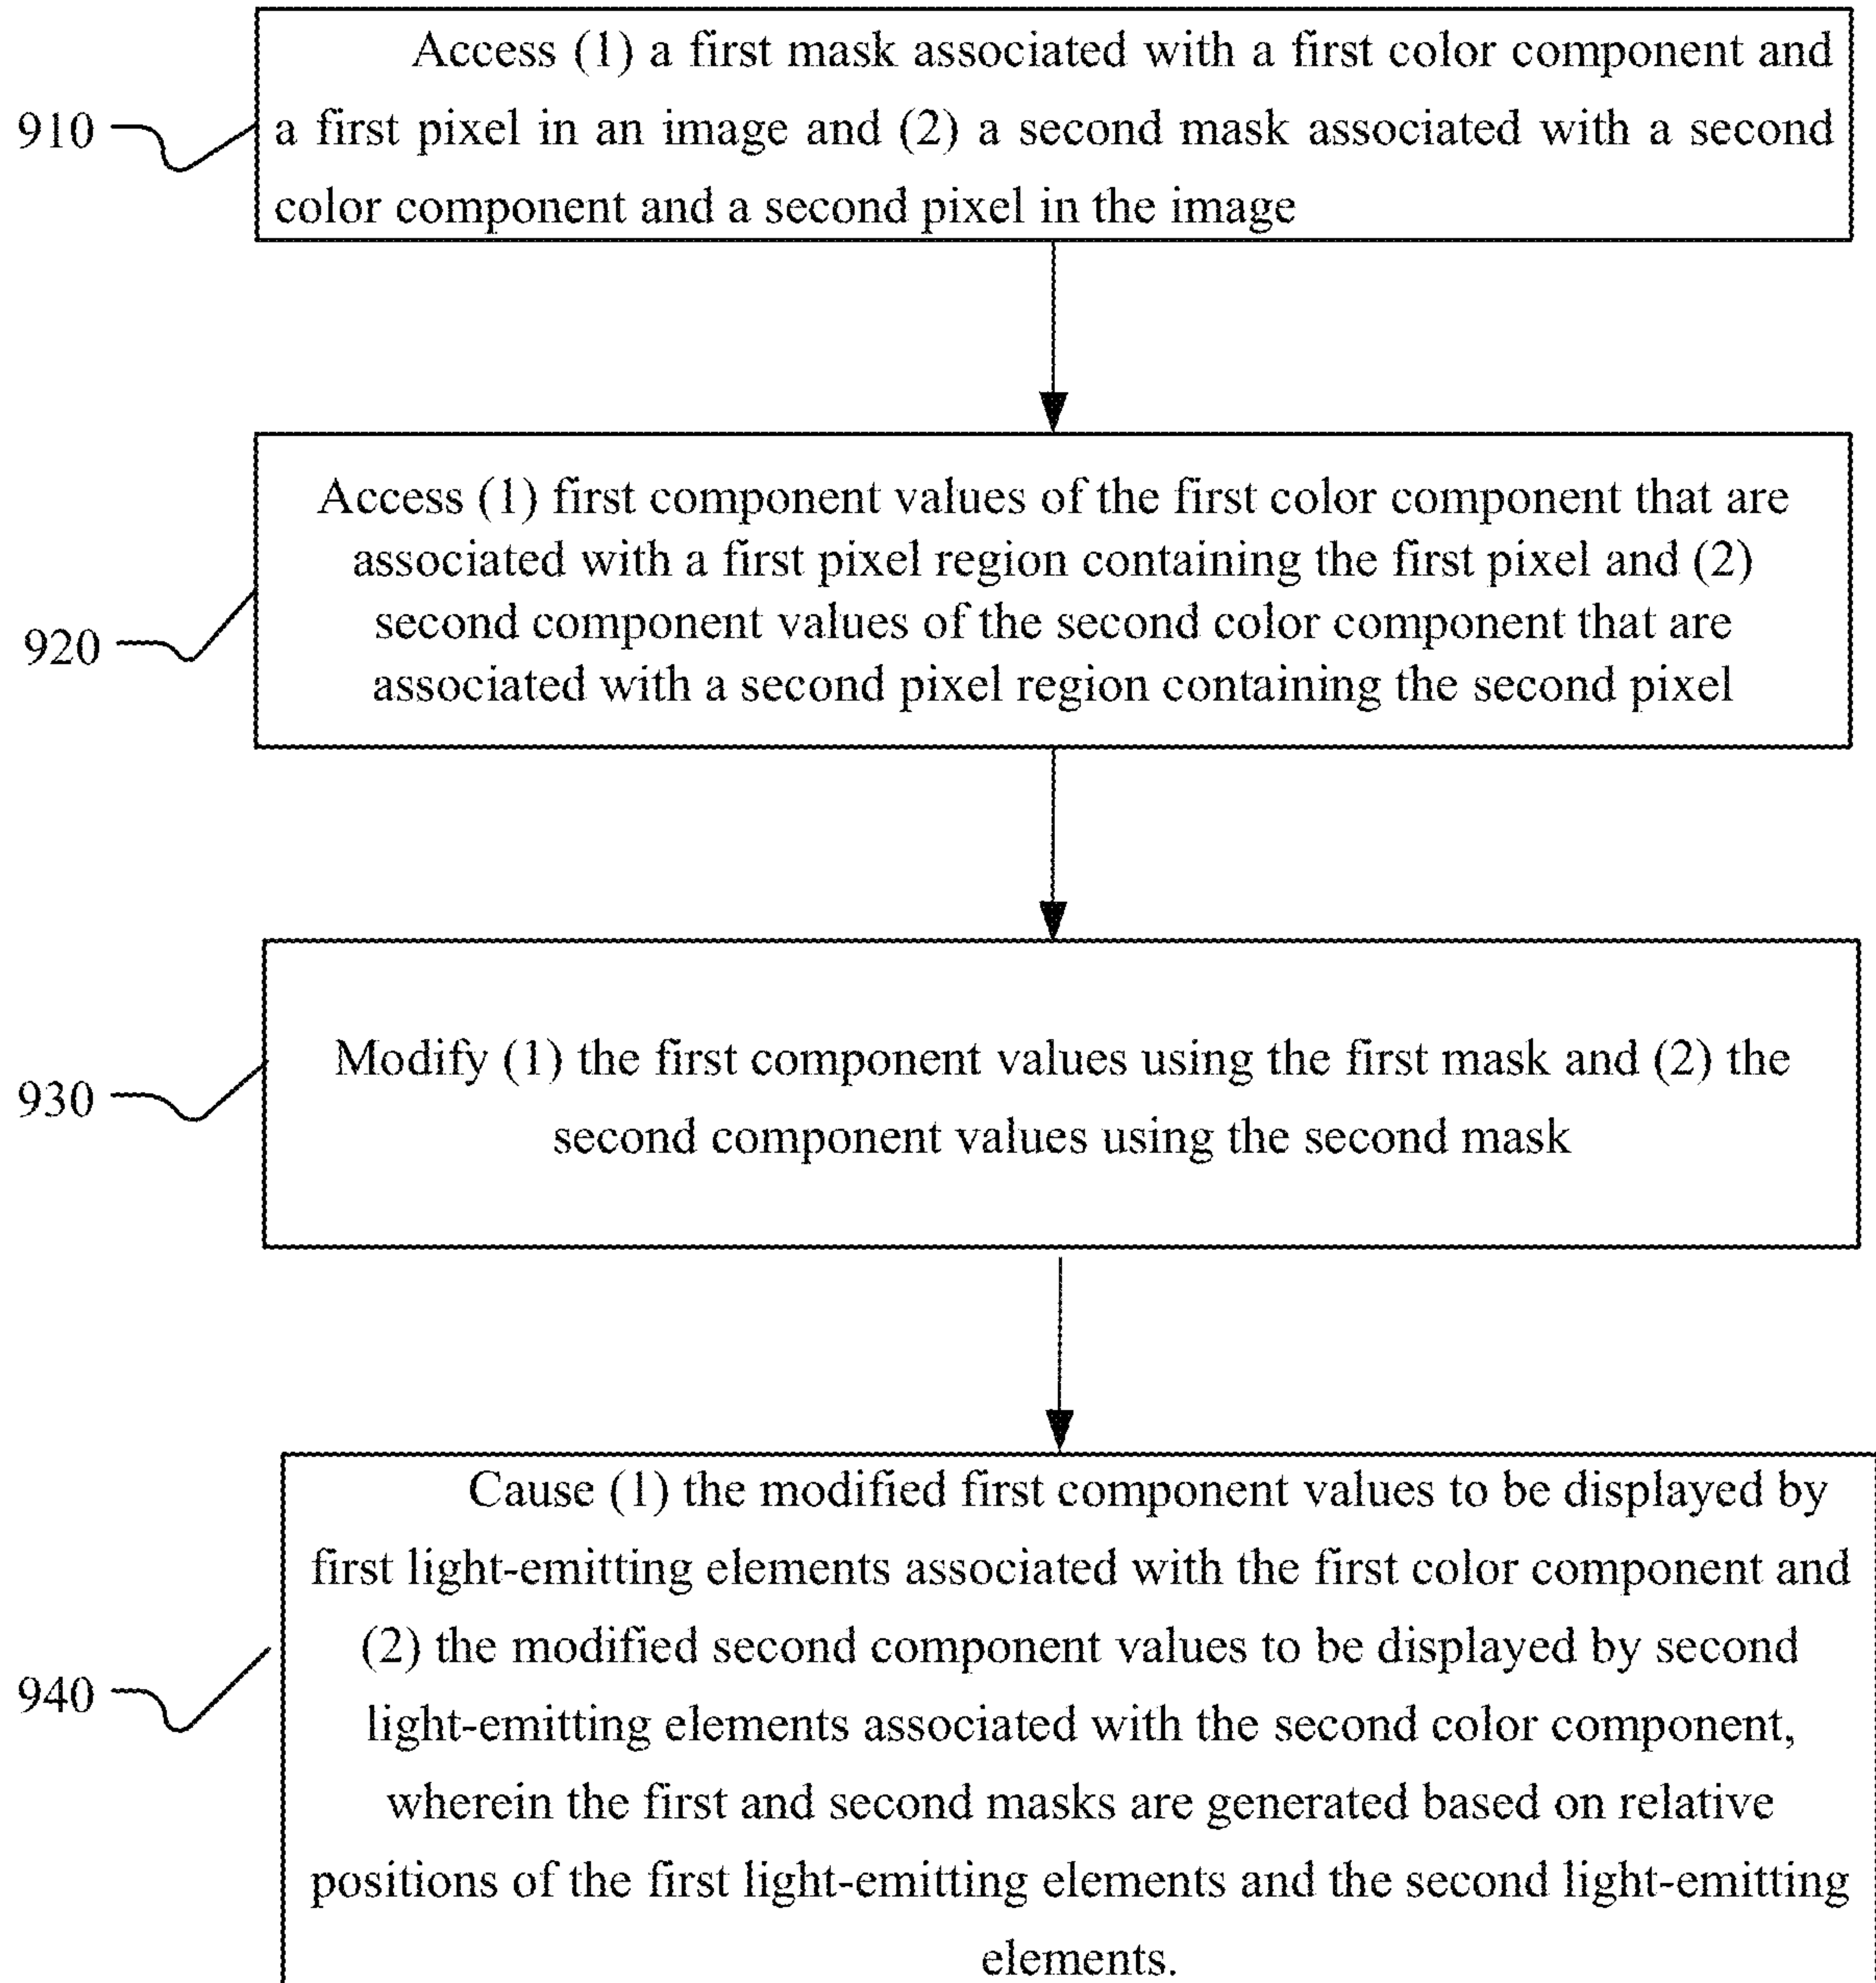 Access (1) a first mask associated with a first color component and
910
a first pixel in an image and (2) a second mask associated with a second
color component and a second pixel in the image
Access (1) first component values of the first color component that are
associated with a first pixel region containing the first pixel and (2)
second component values of the second color component that are
920
associated with a second pixel region containing the second pixel
Modify (1) the first component values using the first mask and (2) the
930
second component values using the second mask
Cause (1) the modified first component values to be displayed by
first light-emitting elements associated with the first color component and
(2) the modified second component values to be displayed by second
940
light-emitting elements associated with the second color component,
wherein the first and second masks are generated based on relative
positions of the first light-emitting elements and the second light-emitting
elements.